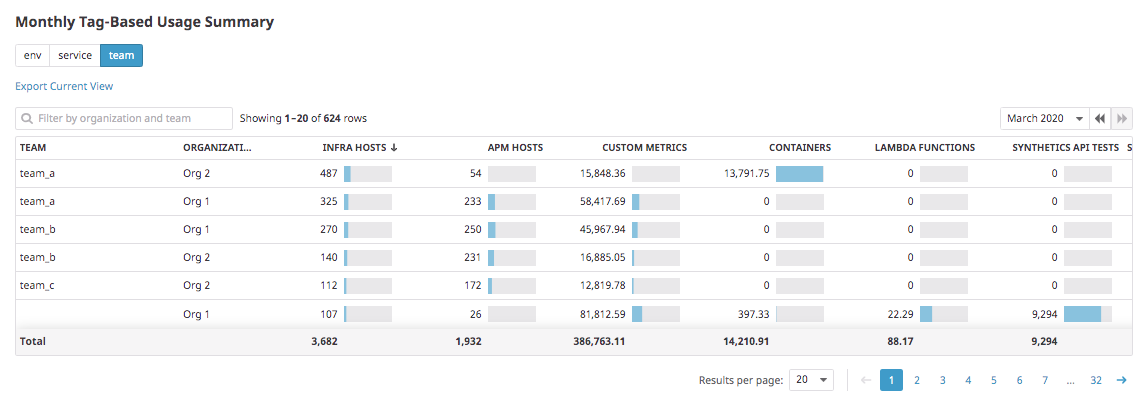 Monthly Tag-Based Usage Summary
env service team
Export Current View
Filter by organization and team Showing 1–20 of 624 rows March 2020
TEAM ORGANIZATI... INFRA HOSTS ↓ APM HOSTS CUSTOM METRICS CONTAINERS LAMBDA FUNCTIONS SYNTHETICS API TESTS S
team_a Org 2 487 54 15,848.36 13,791.75 0 0
team_a Org 1 325 233 58,417.69 0 0 0
team_b Org 1 270 250 45,967.94 0 0 0
team_b Org 2 140 231 16,885.05 0 0 0
team_c Org 2 112 172 12,819.78 0 0 0
Org 1 107 26 81,812.59 397.33 22.29 9,294
Total 3,682 1,932 386,763.11 14,210.91 88.17 9,294
Results per page: 20 ← 1 2 3 4 5 6 7 ... 32 →